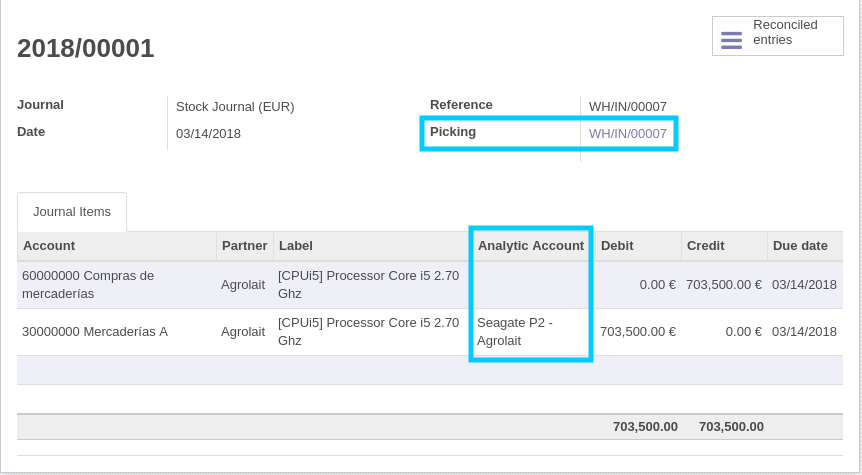 Reconciled
entries
2018/00001
Journal Stock Journal (EUR) Reference WH/IN/00007
Date 03/14/2018 Picking WH/IN/00007
Journal Items
Account Partner Label Analytic Account Debit Credit Due date
60000000 Compras de
mercaderías Agrolait [CPUi5] Processor Core i5 2.70
Ghz 0.00 € 703,500.00 € 03/14/2018
30000000 Mercaderías A Agrolait [CPUi5] Processor Core i5 2.70
Ghz Seagate P2 -
Agrolait 703,500.00 € 0.00 € 03/14/2018
703,500.00 703,500.00